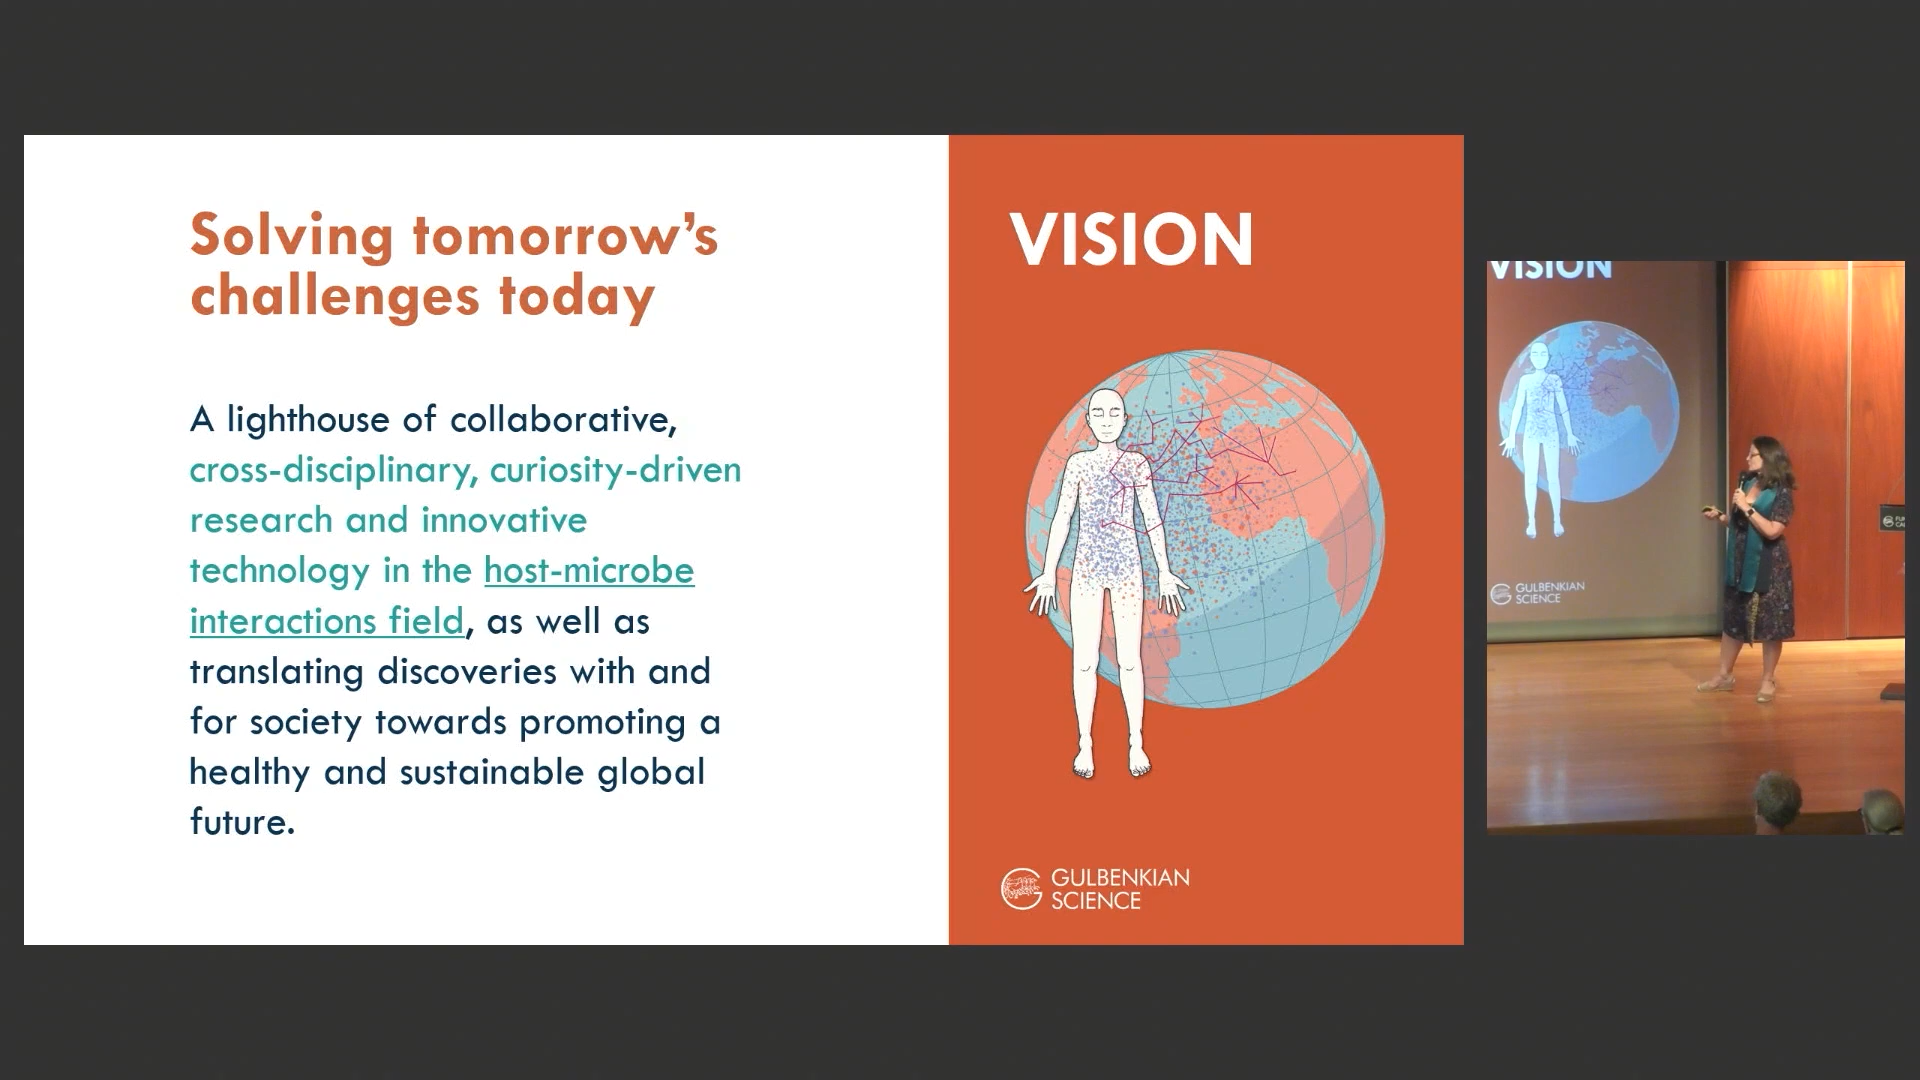 Solving tomorrow’s
challenges today
A lighthouse of collaborative,
cross-disciplinary, curiosity-driven
research and innovative
technology in the host-microbe
interactions field, as well as
translating discoveries with and
for society towards promoting a
healthy and sustainable global
future.
VISION
GULBENKIAN
SCIENCE
VISION
GULBENKIAN
SCIENCE